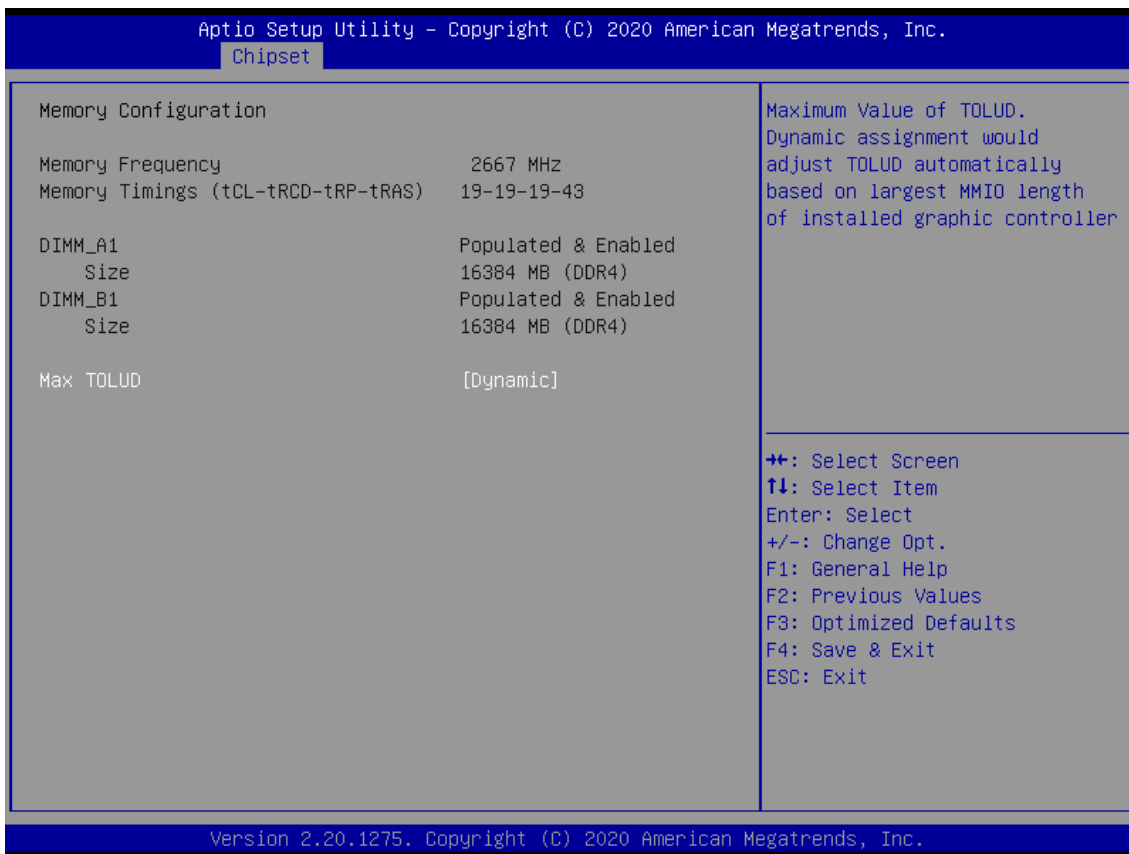 Aptio Setup Utility – Copyright (C) 2020 American Megatrends, Inc.
Chipset
Memory Configuration
Memory Frequency 2667 MHz
Memory Timings (tCL-tRCD-tRP-tRAS) 19-19-19-43
DIMM_A1 Populated & Enabled
Size 16384 MB (DDR4)
DIMM_B1 Populated & Enabled
Size 16384 MB (DDR4)
Max TOLUD [Dynamic]
Maximum Value of TOLUD.
Dynamic assignment would
adjust TOLUD automatically
based on largest MMIO length
of installed graphic controller
→←: Select Screen
↑↓: Select Item
Enter: Select
+/-: Change Opt.
F1: General Help
F2: Previous Values
F3: Optimized Defaults
F4: Save & Exit
ESC: Exit
Version 2.20.1275. Copyright (C) 2020 American Megatrends, Inc.